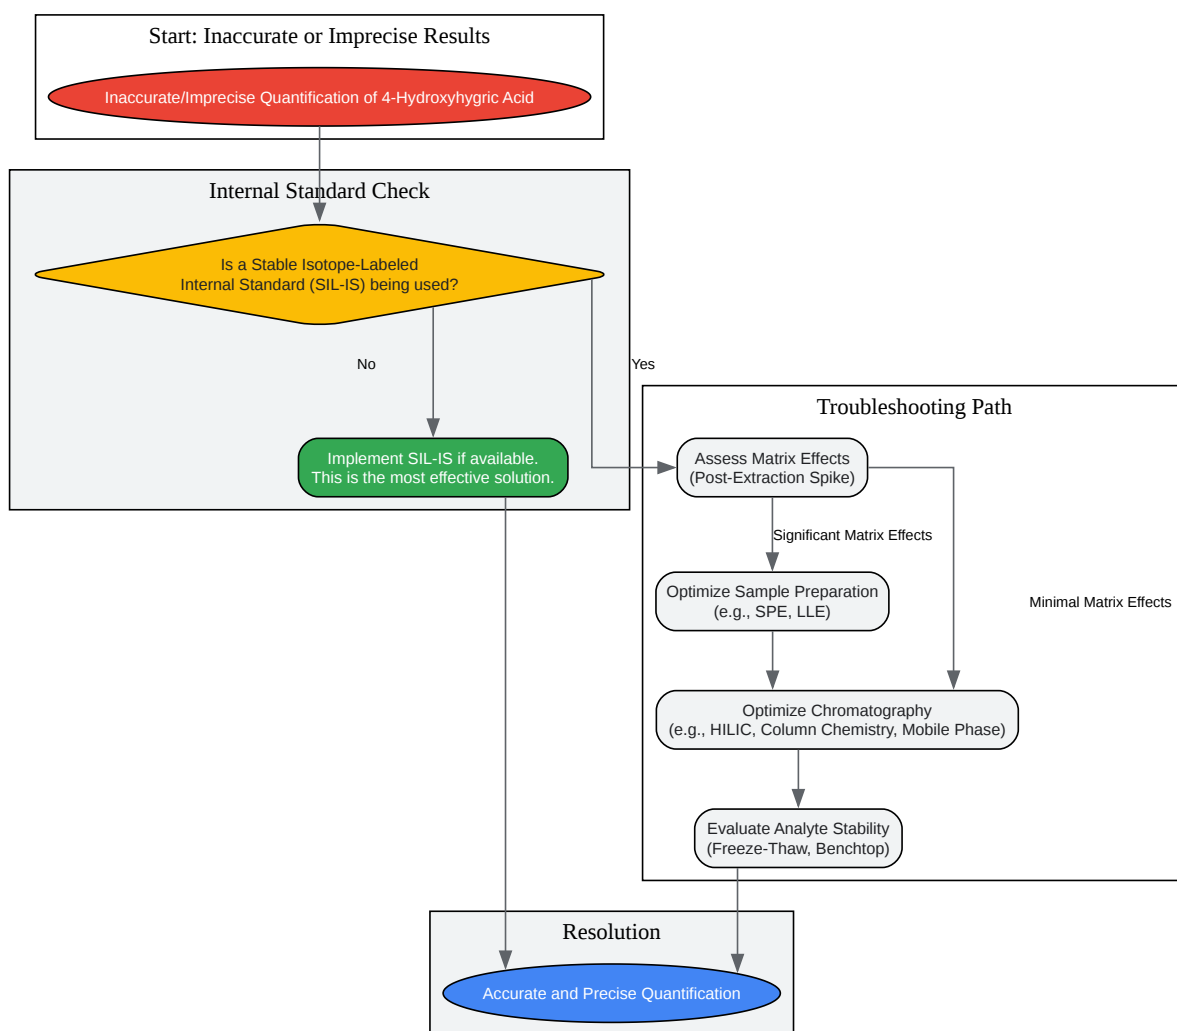 Start: Inaccurate or Imprecise Results
Inaccurate/Imprecise Quantification of 4-Hydroxyhygric Acid
Internal Standard Check
Is a Stable Isotope-Labeled
Internal Standard (SIL-IS) being used?
No
Yes
Implement SIL-IS if available.
This is the most effective solution.
Troubleshooting Path
Assess Matrix Effects
(Post-Extraction Spike)
Significant Matrix Effects
Optimize Sample Preparation
(e.g., SPE, LLE)
Minimal Matrix Effects
Optimize Chromatography
(e.g., HILIC, Column Chemistry, Mobile Phase)
Evaluate Analyte Stability
(Freeze-Thaw, Benchtop)
Resolution
Accurate and Precise Quantification